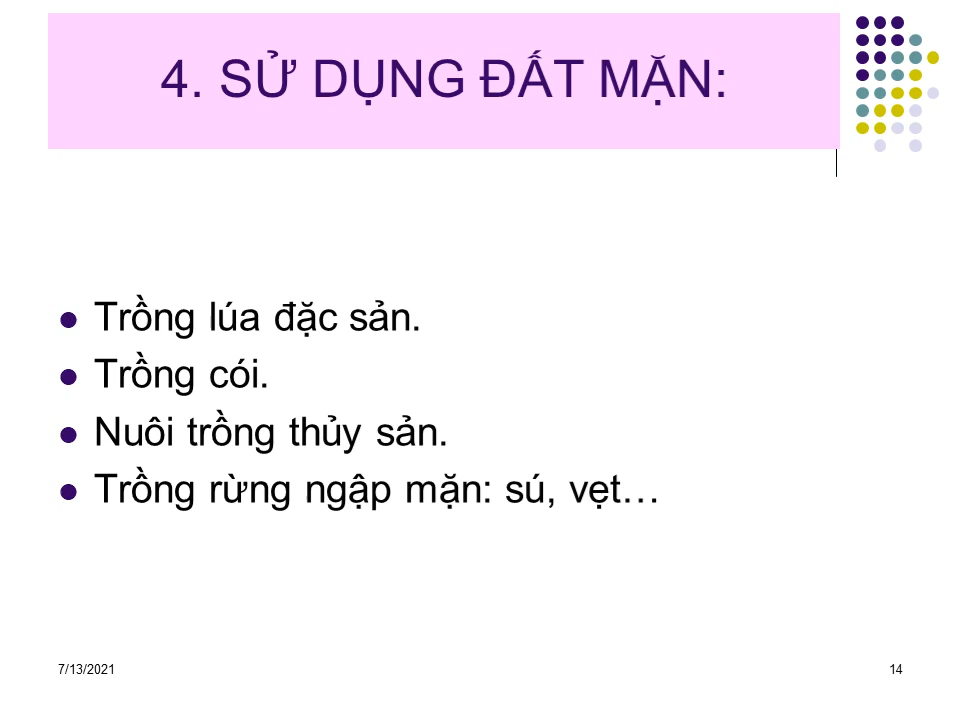 4. SỬ DỤNG ĐẤT MẶN:
Trồng lúa đặc sản.
Trồng cói.
Nuôi trồng thủy sản.
Trồng rừng ngập mặn: sú, vẹt…
7/13/2021
14